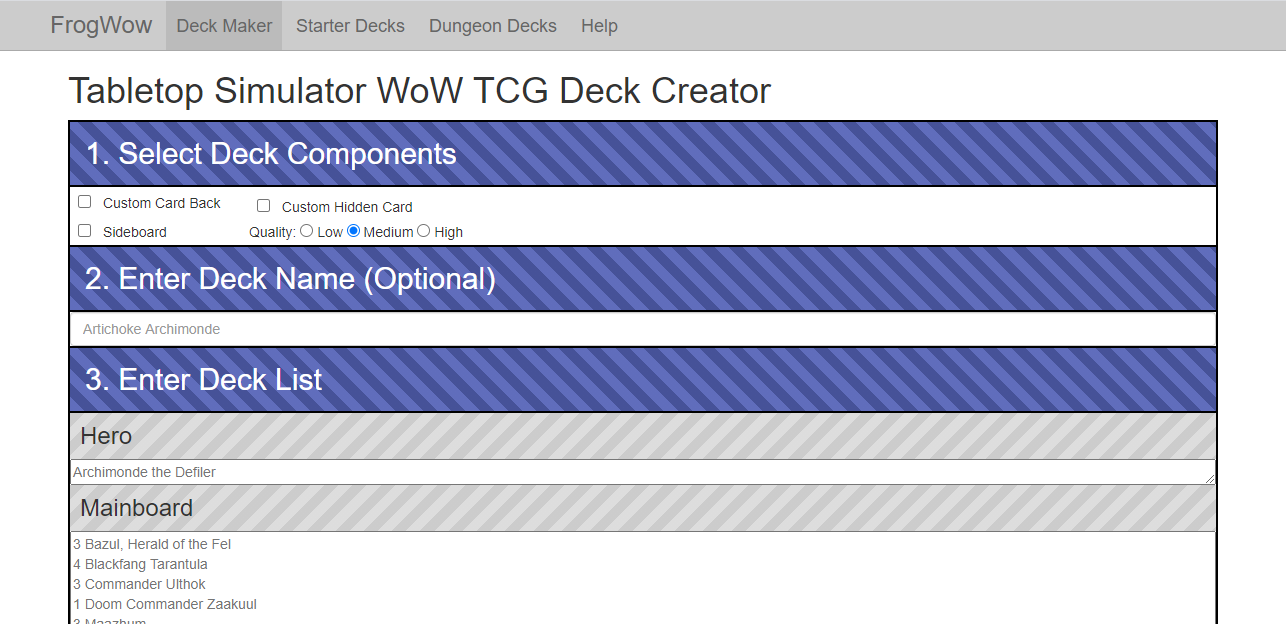 FrogWow Deck Maker Starter Decks Dungeon Decks Help
Tabletop Simulator WoW TCG Deck Creator
1. Select Deck Components
Custom Card Back Custom Hidden Card
Sideboard Quality: Low Medium High
2. Enter Deck Name (Optional)
Artichoke Archimonde
3. Enter Deck List
Hero
Archimonde the Defiler
Mainboard
3 Bazul, Herald of the Fel
4 Blackfang Tarantula
3 Commander Ulthok
1 Doom Commander Zaakuul
3 Maazhum